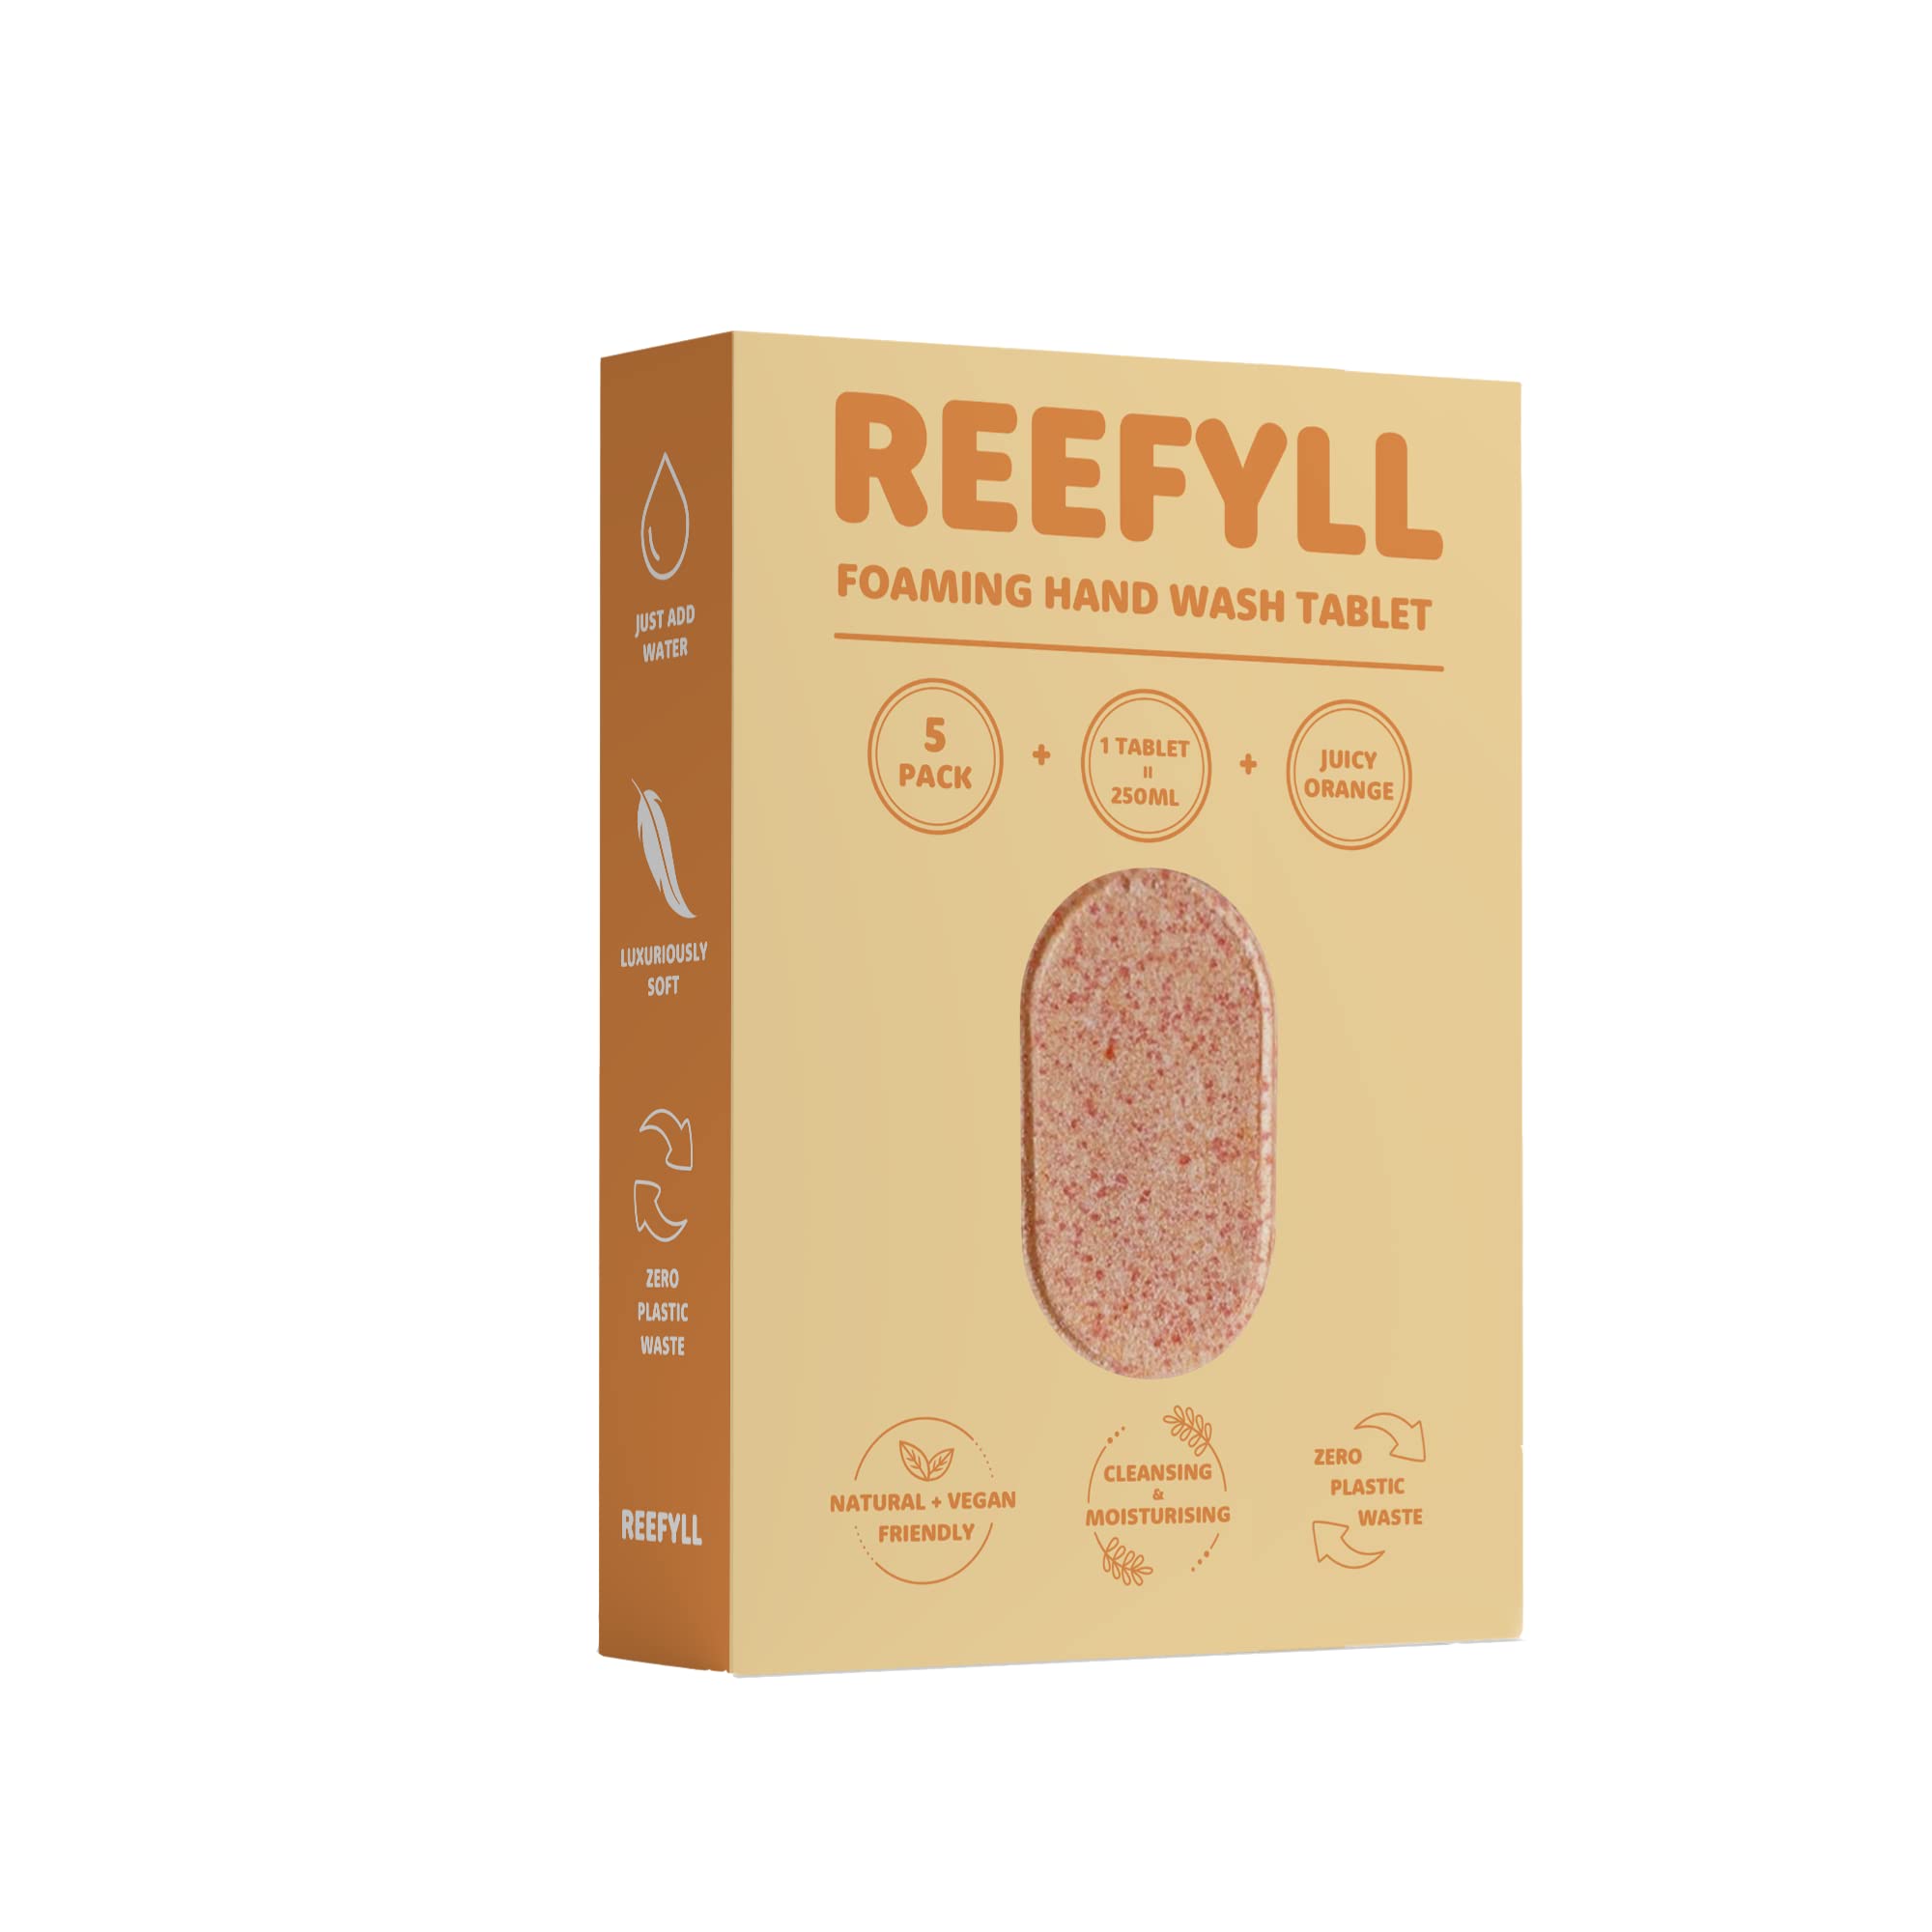 REEFYLL
FOAMING HAND WASH TABLET
5
PACK
+
1 TABLET
=
250ML
+
JUICY
ORANGE
NATURAL + VEGAN
FRIENDLY
CLEANSING
&
MOISTURISING
ZERO
PLASTIC
WASTE
JUST ADD
WATER
LUXURIOUSLY
SOFT
ZERO
PLASTIC
WASTE
REEFYLL